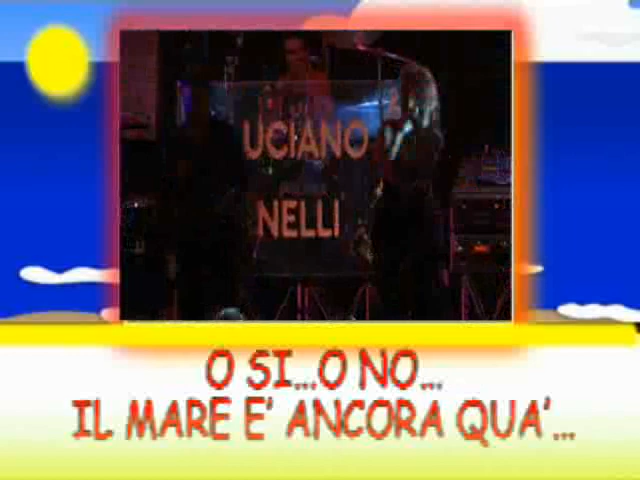 UCIANO
NELLI
O SI...O NO...
IL MARE E' ANCORA QUA'...